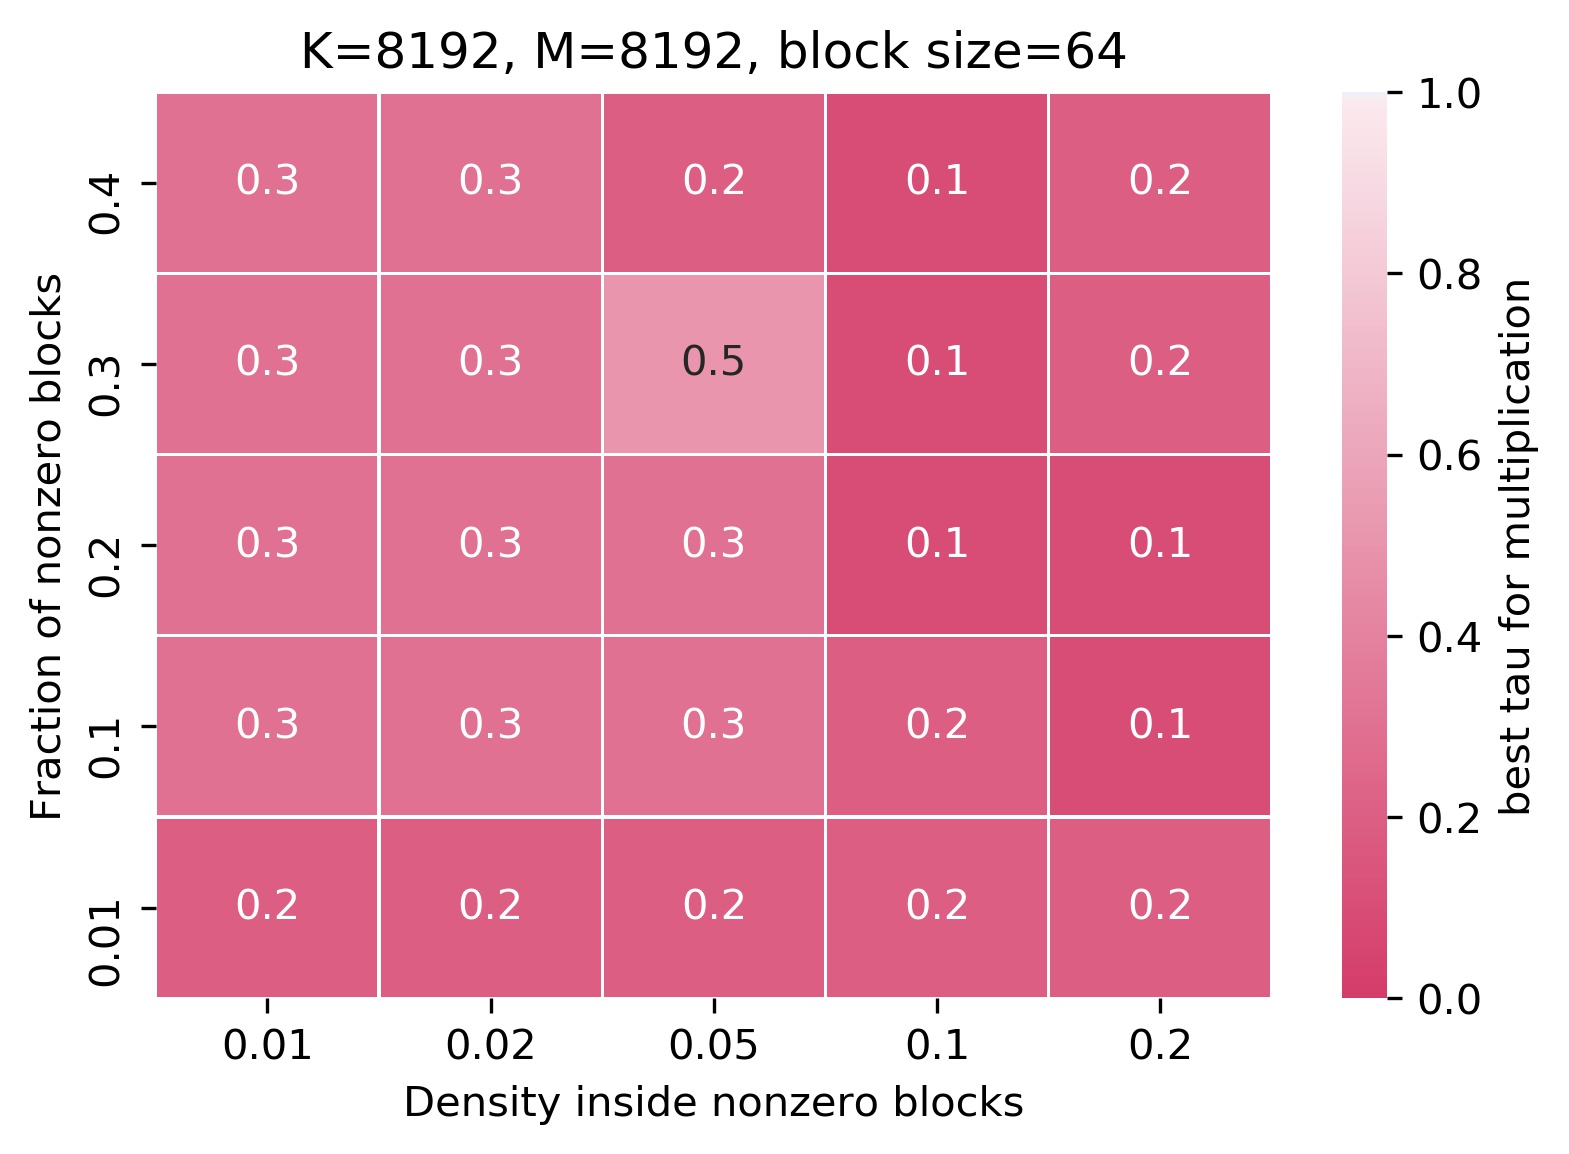 K=8192, M=8192, block size=64
Fraction of nonzero blocks
0.4 0.3 0.3 0.2 0.1 0.2
0.3 0.3 0.3 0.5 0.1 0.2
0.2 0.3 0.3 0.3 0.1 0.1
0.1 0.3 0.3 0.3 0.2 0.1
0.01 0.2 0.2 0.2 0.2 0.2
0.01 0.02 0.05 0.1 0.2
Density inside nonzero blocks
1.0
0.8
0.6
0.4
0.2
0.0
best tau for multiplication